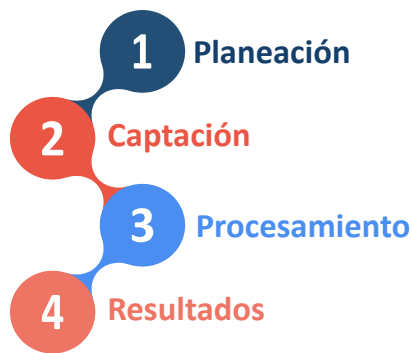 1 Planeación
2 Captación
3 Procesamiento
4 Resultados